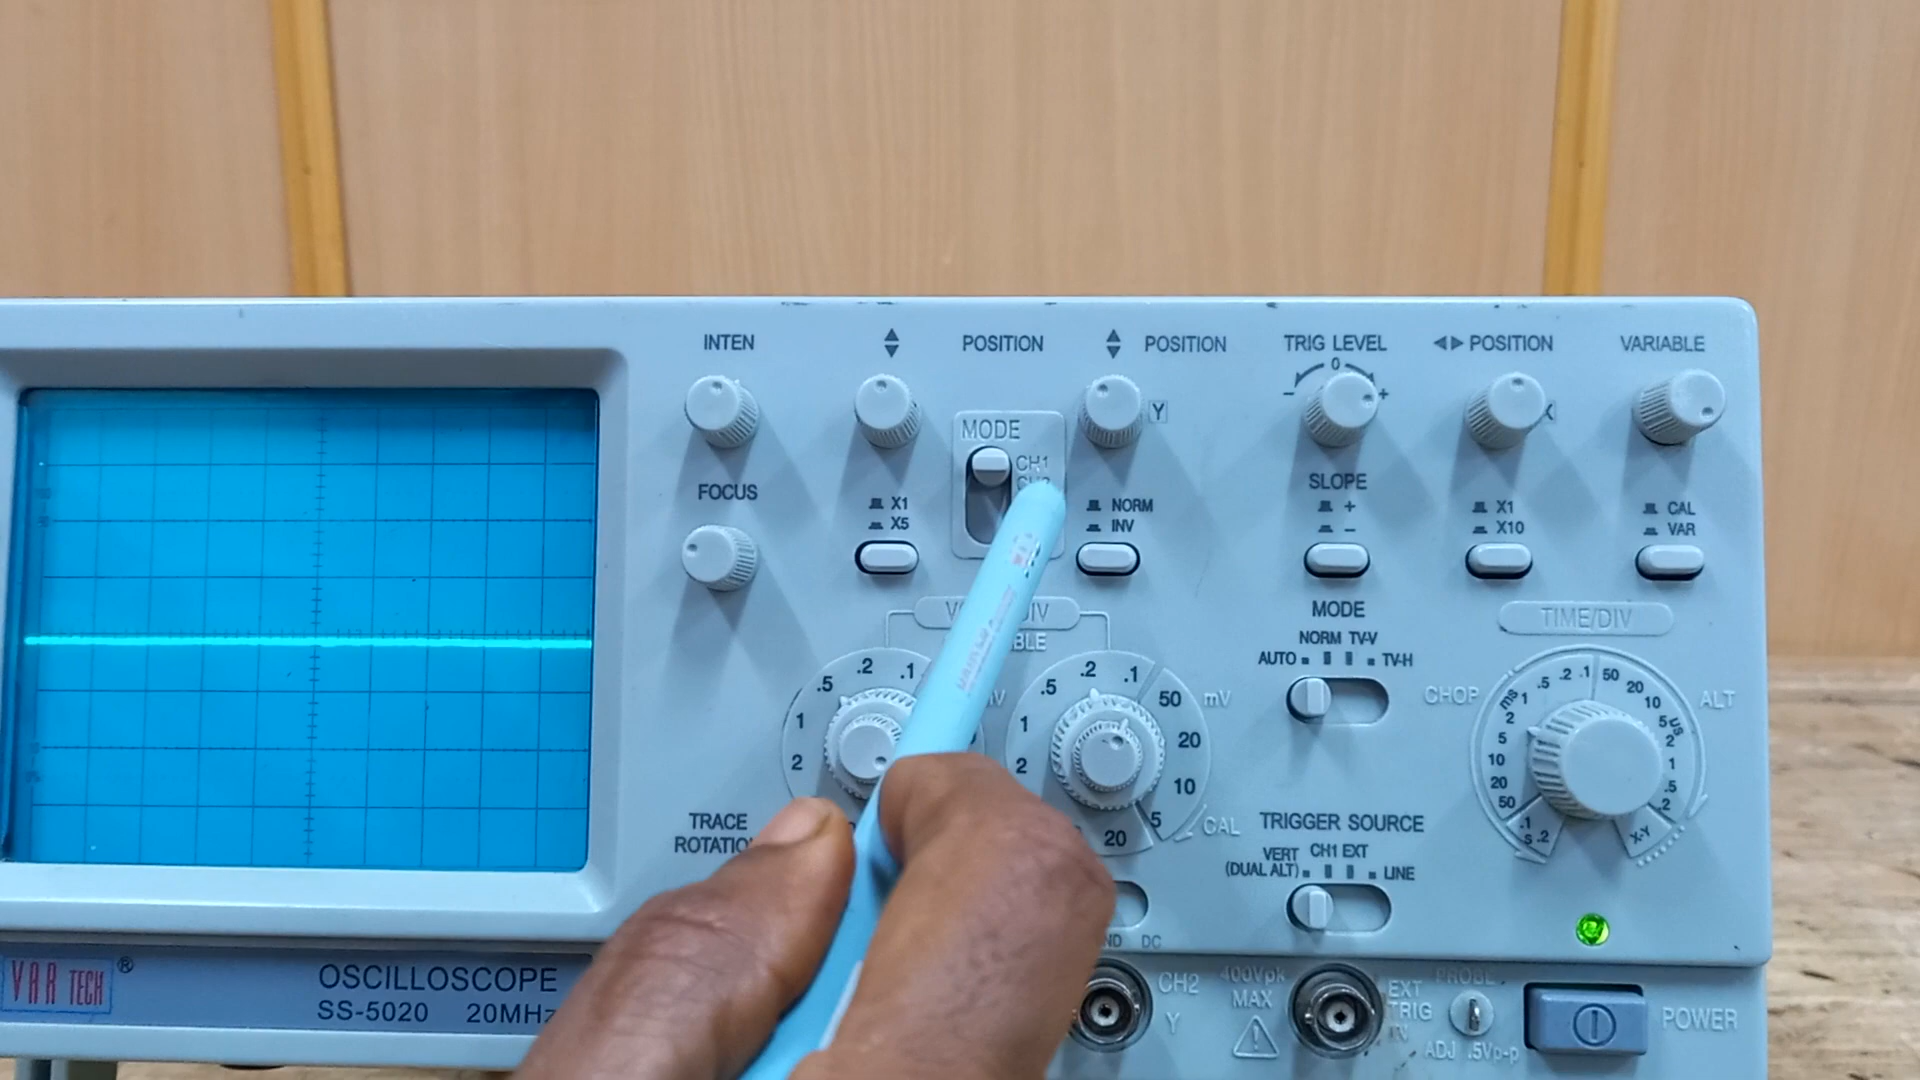 INTEN
POSITION
POSITION
TRIG LEVEL
POSITION
VARIABLE
- 0 +
Y
X
MODE
CH1
CH2
FOCUS
X1
X5
NORM
INV
SLOPE
+
-
X1
X10
CAL
VAR
MODE
NORM TV-V
AUTO TV-H
TIME/DIV
CHOP
ALT
.5 .2 .1
1
2
.5 .2 .1 50 mV
1 20
2 10
5
20
CAL
ms 1 .5 .2 .1 50 20 10 5 µs
2 2
5 1
10 .5
20 .2
50
.1
s .2
X-Y
TRACE
TRIGGER SOURCE
VERT CH1 EXT
(DUAL ALT) LINE
DC
VAR TECH ®
OSCILLOSCOPE
SS-5020 20MHz
CH2
Y
400Vpk
MAX
EXT
TRIG
IN
PROBE
ADJ .5Vp-p
POWER